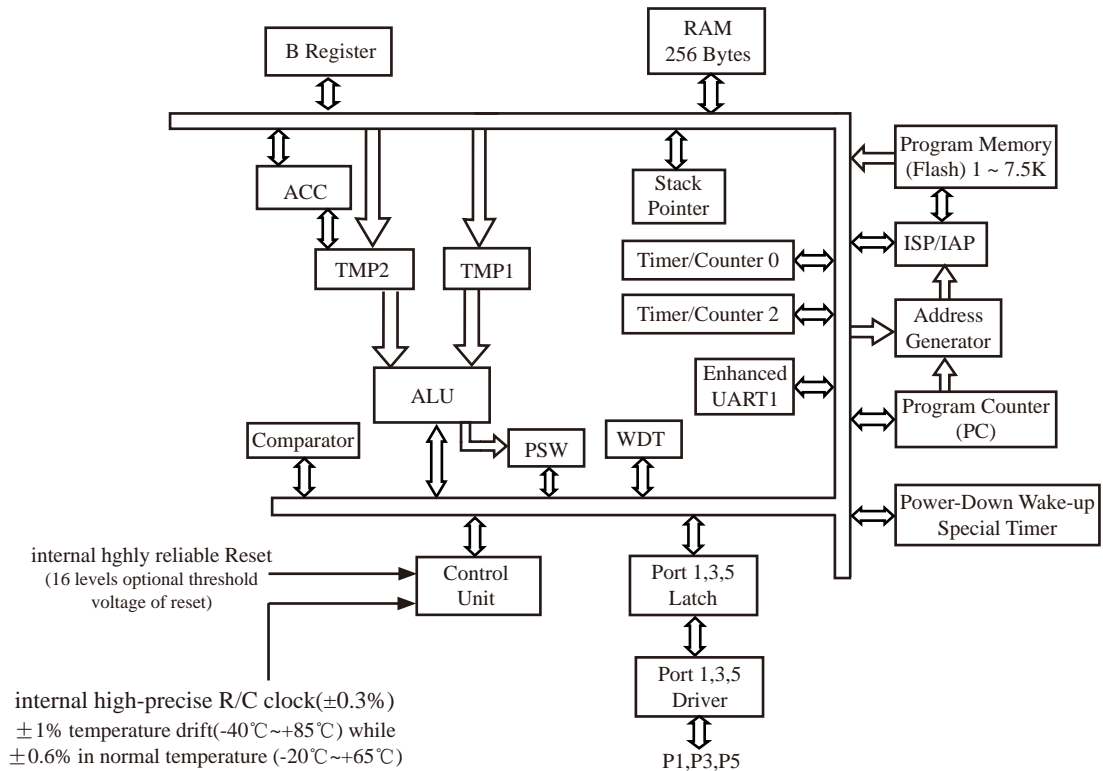 B Register
RAM
256 Bytes
Program Memory
(Flash) 1 ~ 7.5K
ACC
Stack
Pointer
ISP/IAP
TMP2
TMP1
Timer/Counter 0
Timer/Counter 2
Address
Generator
ALU
Enhanced
UART1
Program Counter
(PC)
Comparator
PSW
WDT
Power-Down Wake-up
Special Timer
internal hghly reliable Reset
(16 levels optional threshold
voltage of reset)
Control
Unit
Port 1,3,5
Latch
Port 1,3,5
Driver
internal high-precise R/C clock(±0.3%)
±1% temperature drift(-40℃~+85℃) while
±0.6% in normal temperature (-20℃~+65℃)
P1,P3,P5